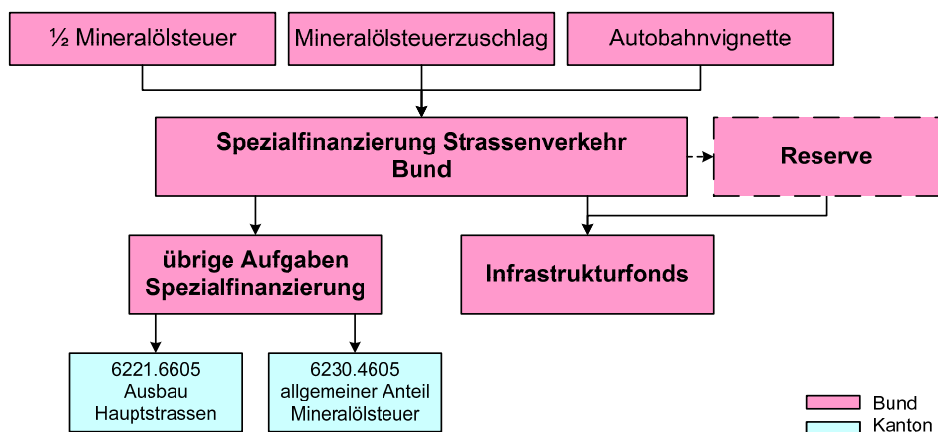 ½ Mineralölsteuer
Mineralölsteuerzuschlag
Autobahnvignette
Spezialfinanzierung Strassenverkehr
Bund
Reserve
übrige Aufgaben
Spezialfinanzierung
Infrastrukturfonds
6221.6605
Ausbau
Hauptstrassen
6230.4605
allgemeiner Anteil
Mineralölsteuer
Bund
Kanton